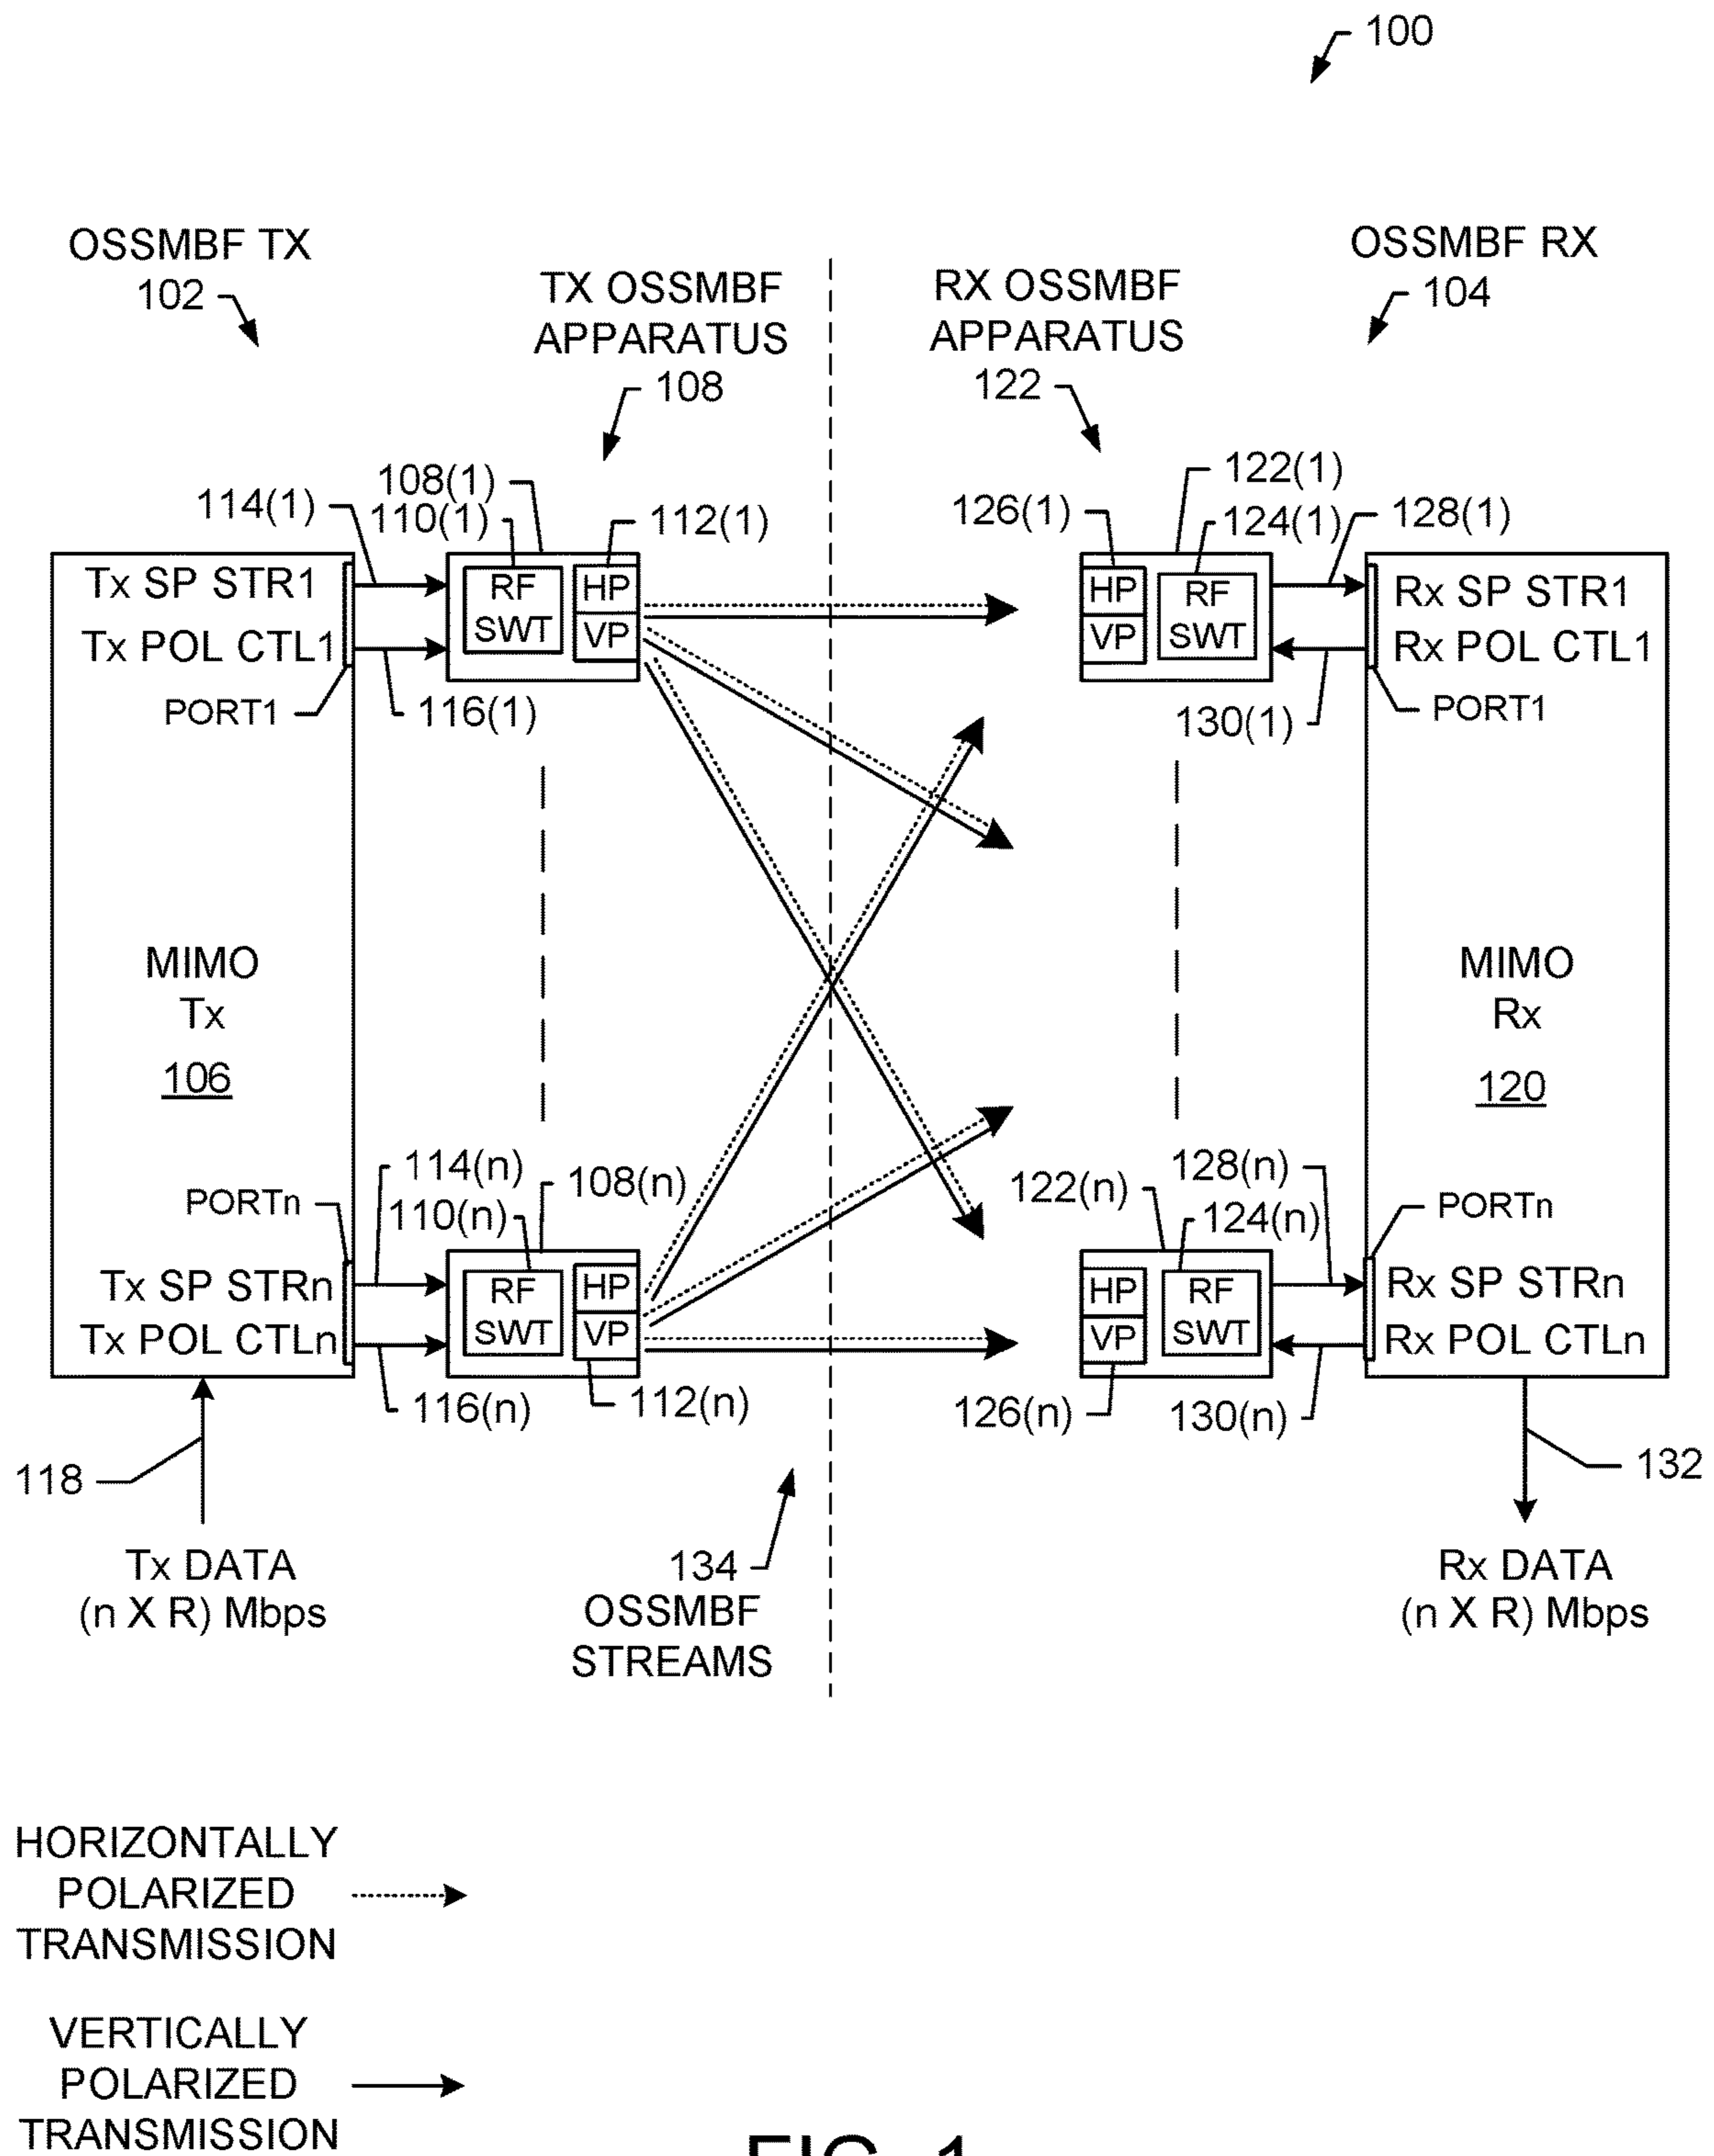 100
OSSMBF TX
102
OSSMBF RX
104
TX OSSMBF
APPARATUS
108
RX OSSMBF
APPARATUS
122
108(1)
114(1)
110(1)
112(1)
122(1)
126(1)
124(1)
128(1)
Tx SP STR1
Tx POL CTL1
PORT1
116(1)
RF
SWT
HP
VP
HP
VP
RF
SWT
Rx SP STR1
Rx POL CTL1
130(1)
PORT1
MIMO
Tx
106
MIMO
Rx
120
114(n)
PORTn
110(n)
108(n)
122(n)
128(n)
124(n)
PORTn
Tx SP STRn
Tx POL CTLn
RF
SWT
HP
VP
HP
VP
RF
SWT
Rx SP STRn
Rx POL CTLn
116(n)
112(n)
126(n)
130(n)
118
132
Tx DATA
(n X R) Mbps
134
OSSMBF
STREAMS
Rx DATA
(n X R) Mbps
HORIZONTALLY
POLARIZED
TRANSMISSION
VERTICALLY
POLARIZED
TRANSMISSION
FIG. 1